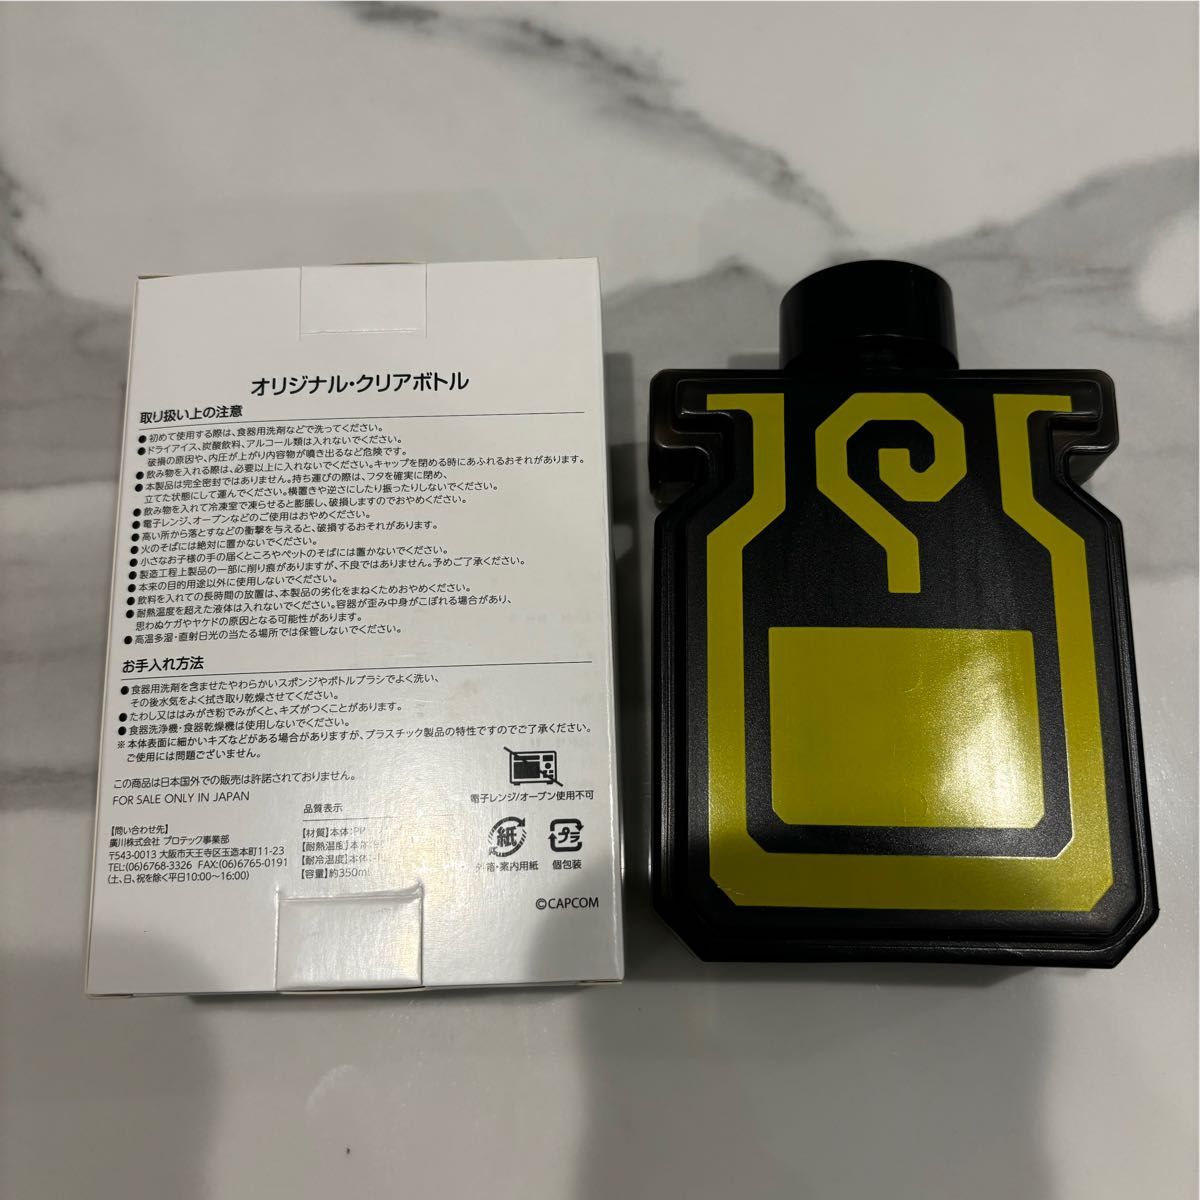 オリジナル・クリアボトル
取り扱い上の注意
●初めて使用する際は、食器用洗剤などで洗ってください。
●ドライアイス、炭酸飲料、アルコール類は入れないでください。
破損の原因や、内圧が上がり内容物が噴き出るなど危険です。
●飲み物を入れる際は、必要以上に入れないでください。キャップを閉める時にあふれるおそれがあります。
●本製品は完全密封ではありません。持ち運びの際は、フタを確実に閉め、
立てた状態にして運んでください。横置きや逆さにしたり振ったりしないでください。
●飲み物を入れて冷凍室で凍らせると膨脹し、破損しますのでおやめください。
●電子レンジ、オーブンなどのご使用はおやめください。
●高い所から落とすなどの衝撃を与えると、破損するおそれがあります。
●火のそばには絶対に置かないでください。
●小さなお子様の手の届くところやペットのそばには置かないでください。
●製造工程上製品の一部に削り痕がありますが、不良ではありません。予めご了承ください。
●本来の目的用途以外に使用しないでください。
●飲料を入れての長時間の放置は、本製品の劣化をまねくためおやめください。
●耐熱温度を超えた液体は入れないでください。容器が歪み中身がこぼれる場合があり、
思わぬケガやヤケドの原因となる可能性があります。
●高温多湿・直射日光の当たる場所では保管しないでください。
お手入れ方法
●食器用洗剤を含ませたやわらかいスポンジやボトルブラシでよく洗い、
その後水気をよく拭き取り乾燥させてください。
●たわし又ははみがき粉でみがくと、キズがつくことがあります。
●食器洗浄機・食器乾燥機は使用しないでください。
※本体表面に細かいキズなどがある場合がありますが、プラスチック製品の特性ですのでご了承ください。
ご使用には問題ございません。
この商品は日本国外での販売は許諾されておりません。
FOR SALE ONLY IN JAPAN
電子レンジ/オーブン使用不可
【問い合わせ先】
廣川株式会社 プロテック事業部
〒543-0013 大阪市天王寺区玉造本町11-23
TEL:(06)6768-3326 FAX:(06)6765-0191
(土、日、祝を除く平日10:00〜16:00)
品質表示
【材質】本体:P
【耐熱温度】本体
【耐冷温度】本体
【容量】約350ml
紙
箱・案内用紙
プラ
個包装
©CAPCOM